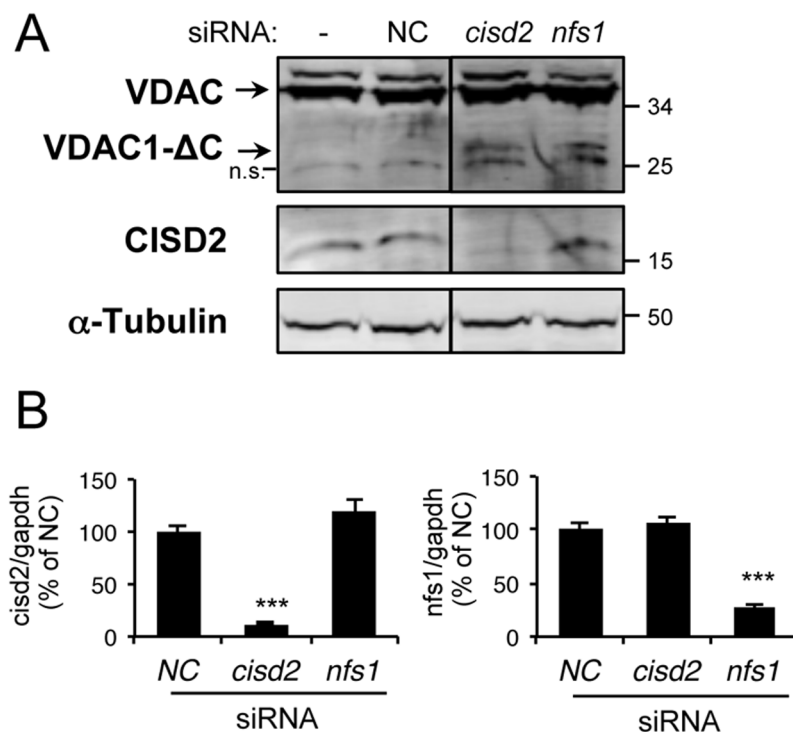 A
siRNA: - NC cisd2 nfs1
VDAC
34
VDAC1-ΔC
n.s.
25
CISD2
15
α-Tubulin
50
B
cisd2/gapdh
(% of NC)
150
100
50
0
***
NC cisd2 nfs1
siRNA
nfs1/gapdh
(% of NC)
150
100
50
0
***
NC cisd2 nfs1
siRNA